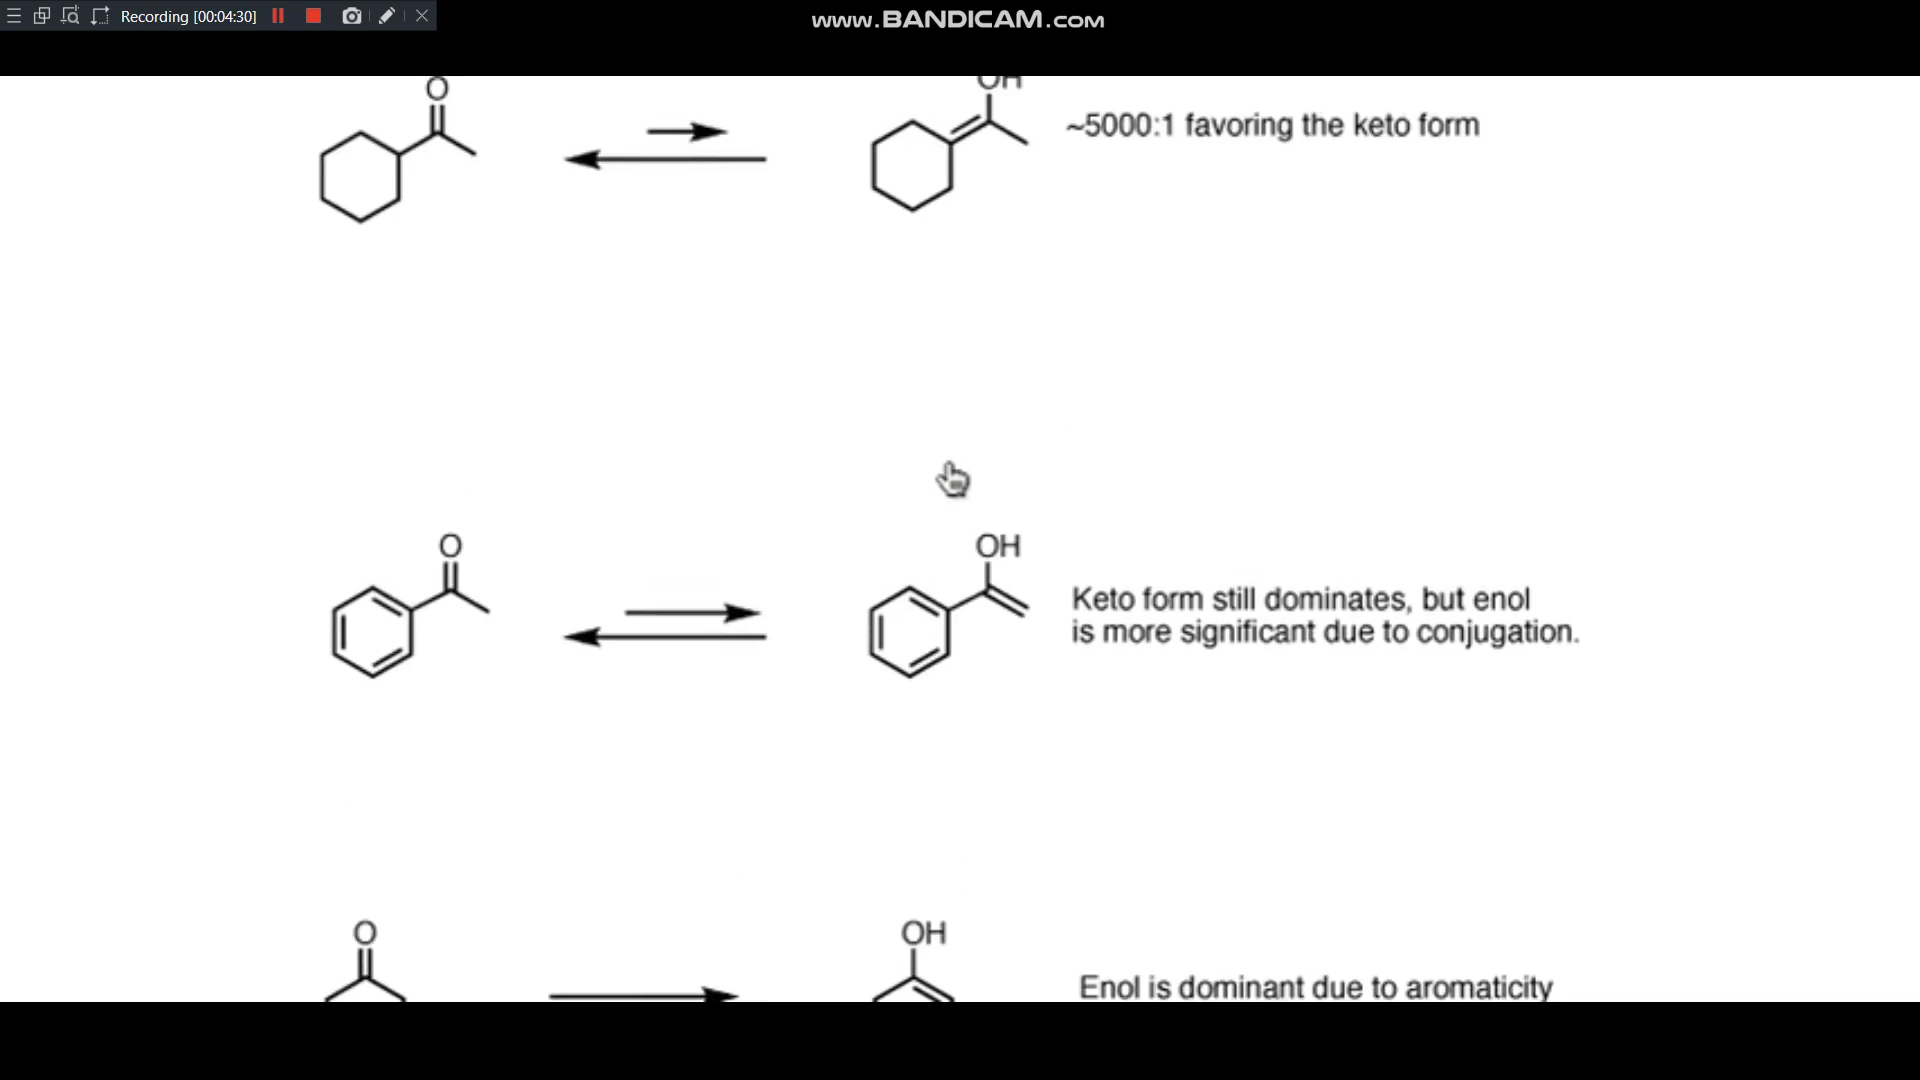 Recording [00:04:30]
www.BANDICAM.com
O
OH
~5000:1 favoring the keto form
O
OH
Keto form still dominates, but enol
is more significant due to conjugation.
O
OH
Enol is dominant due to aromaticity